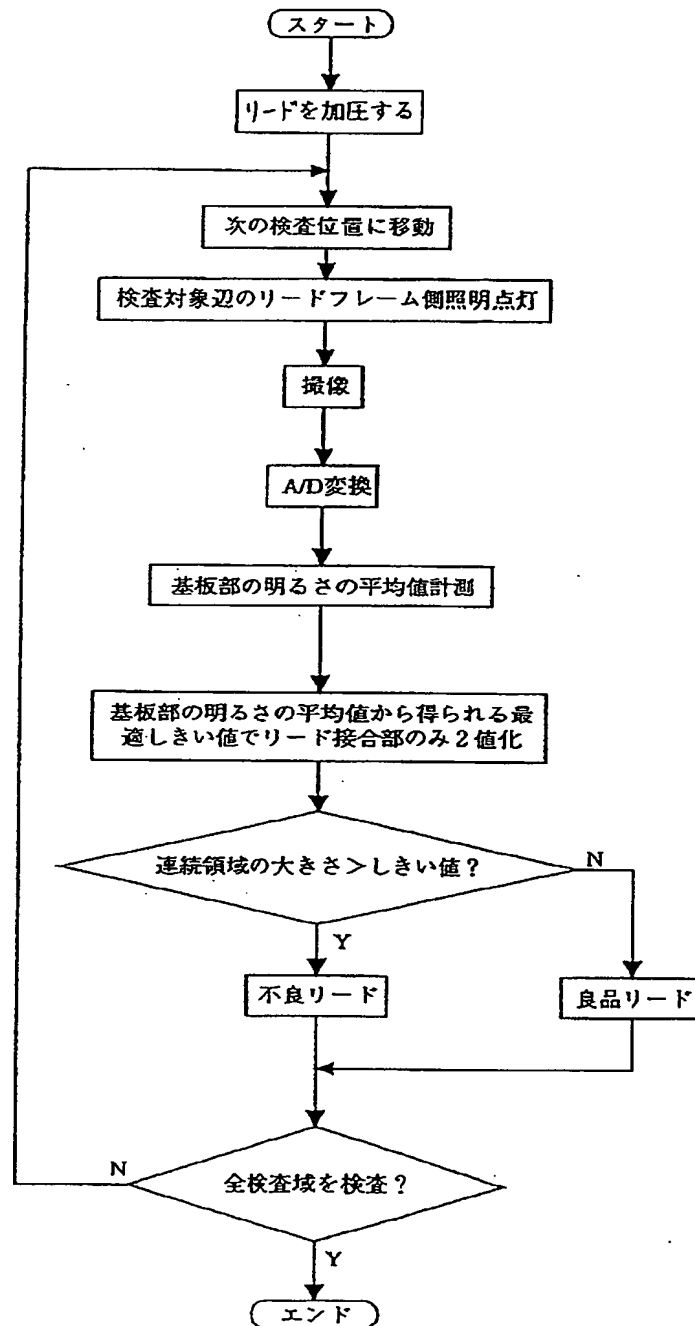 スタート
リードを加圧する
次の検査位置に移動
検査対象辺のリードフレーム側照明点灯
撮像
A/D変換
基板部の明るさの平均値計測
基板部の明るさの平均値から得られる最
適しきい値でリード接合部のみ2値化
連続領域の大きさ>しきい値?
N
Y
不良リード
良品リード
N
全検査域を検査?
Y
エンド